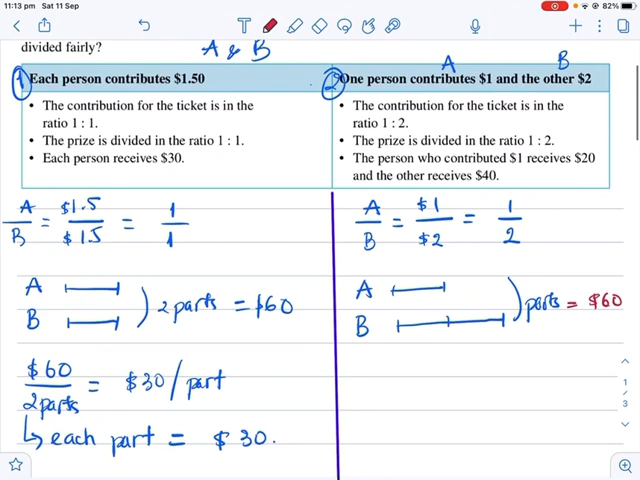 11:13 pm Sat 11 Sep
87%
divided fairly?
A & B
A
B
1 Each person contributes $1.50
• The contribution for the ticket is in the ratio 1 : 1.
• The prize is divided in the ratio 1 : 1.
• Each person receives $30.
2 One person contributes $1 and the other $2
• The contribution for the ticket is in the ratio 1 : 2.
• The prize is divided in the ratio 1 : 2.
• The person who contributed $1 receives $20 and the other receives $40.
A/B = $1.5/$1.5 = 1/1
A
B
) 2 parts = $60
$60/2parts = $30/part
↳ each part = $30.
A/B = $1/$2 = 1/2
A
B
) parts = $60
1/3